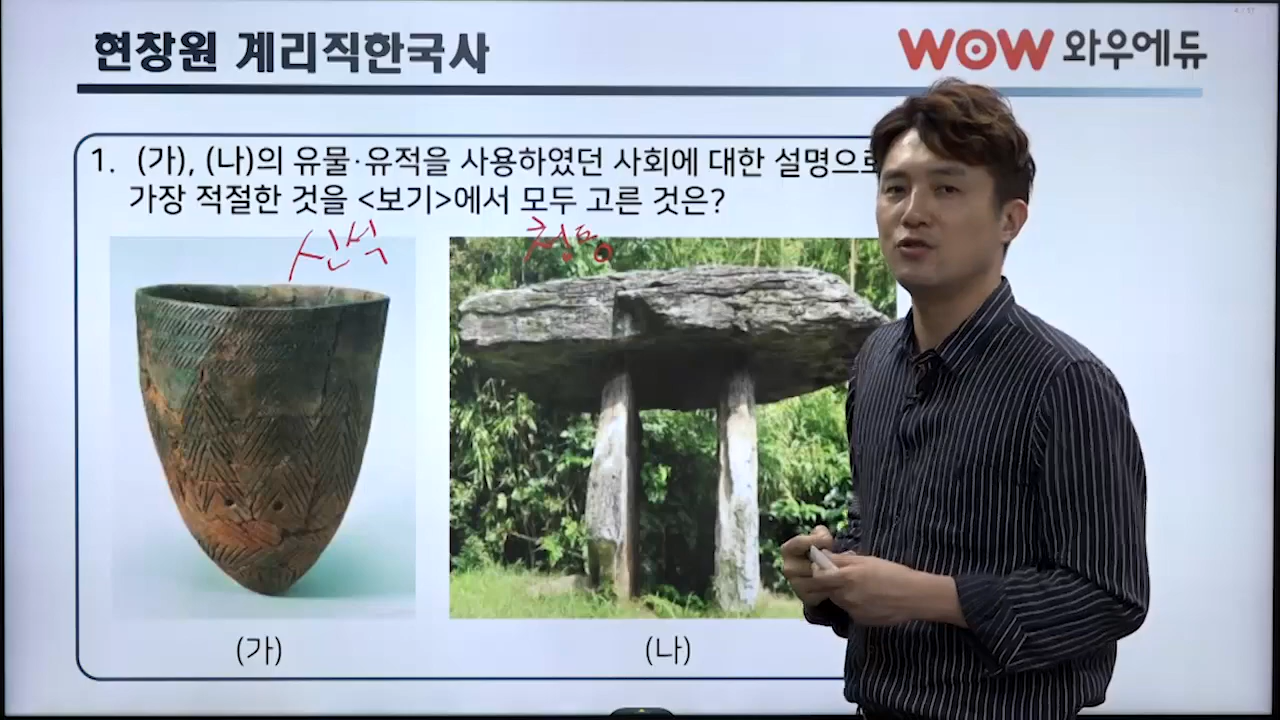 현창원 계리직한국사
WOW 와우에듀
1. (가), (나)의 유물·유적을 사용하였던 사회에 대한 설명으로
가장 적절한 것을 <보기>에서 모두 고른 것은?
신석 청동
(가) (나)